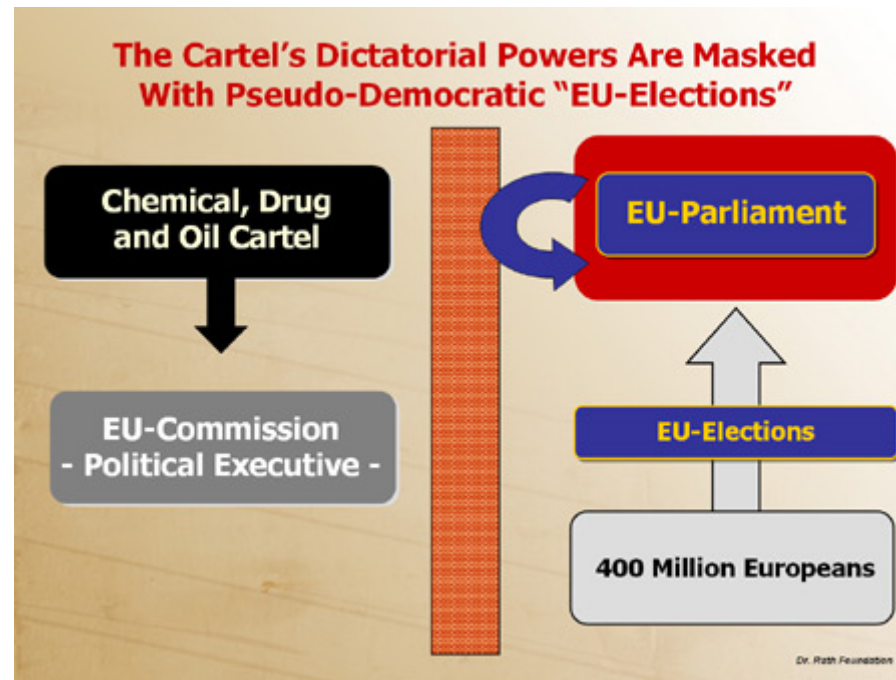 The Cartel's Dictatorial Powers Are Masked
With Pseudo-Democratic “EU-Elections”
Chemical, Drug
and Oil Cartel
EU-Commission
- Political Executive -
EU-Parliament
EU-Elections
400 Million Europeans
Dr. Rath Foundation